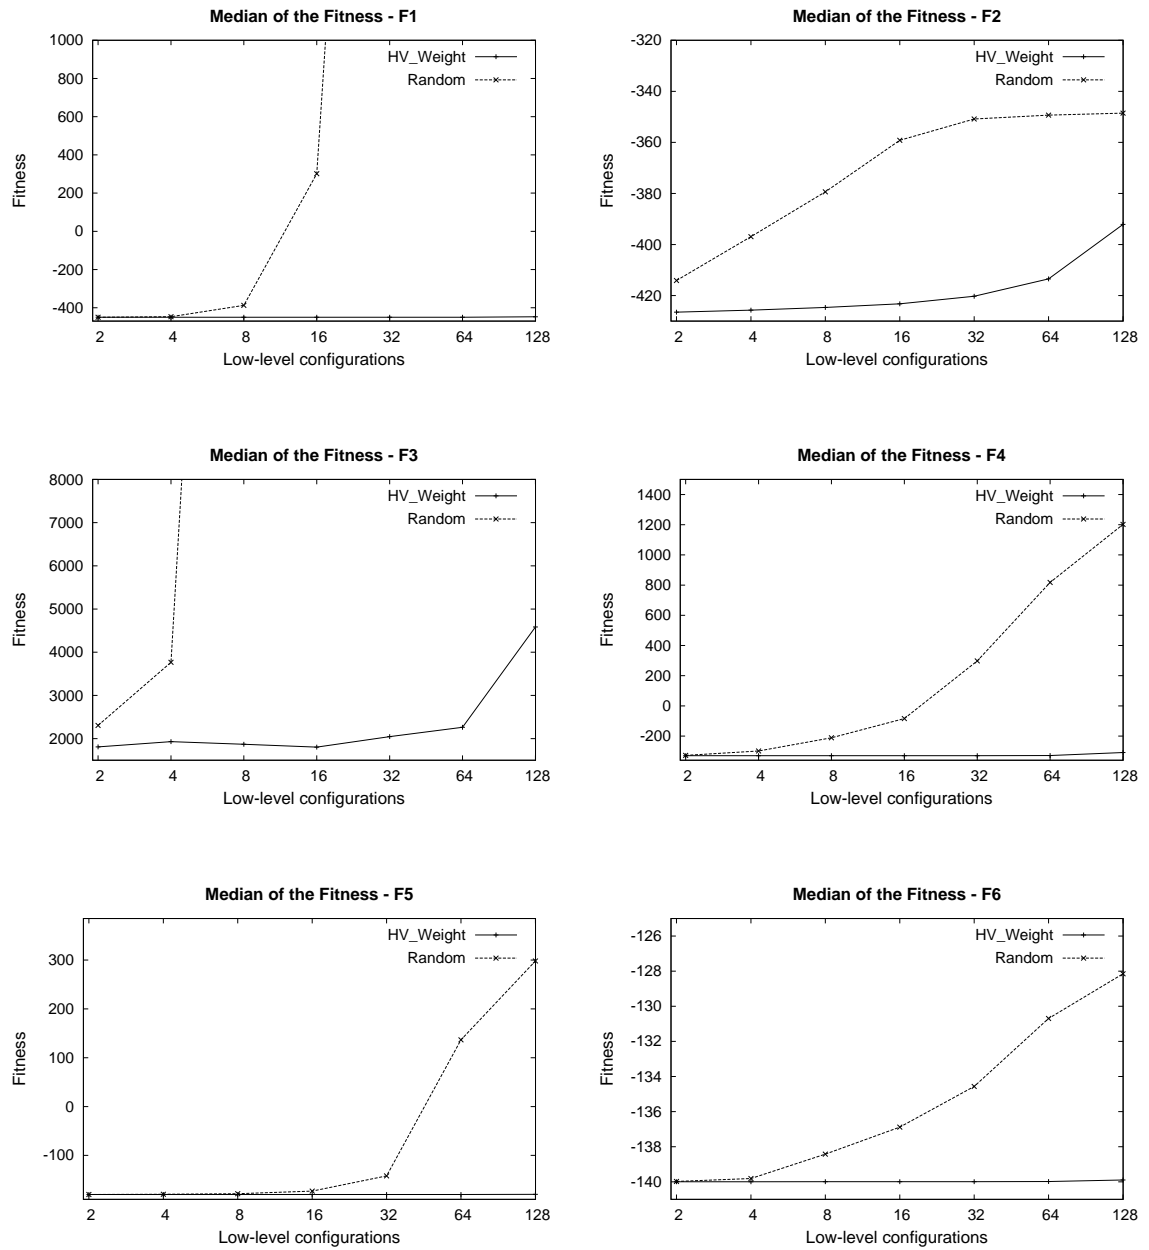 Median of the Fitness - F1
1000
800
600
400
200
0
-200
-400
2 4 8 16 32 64 128
Fitness
Low-level configurations
HV_Weight
Random
Median of the Fitness - F2
-320
-340
-360
-380
-400
-420
2 4 8 16 32 64 128
Fitness
Low-level configurations
HV_Weight
Random
Median of the Fitness - F3
8000
7000
6000
5000
4000
3000
2000
2 4 8 16 32 64 128
Fitness
Low-level configurations
HV_Weight
Random
Median of the Fitness - F4
1400
1200
1000
800
600
400
200
0
-200
2 4 8 16 32 64 128
Fitness
Low-level configurations
HV_Weight
Random
Median of the Fitness - F5
300
200
100
0
-100
2 4 8 16 32 64 128
Fitness
Low-level configurations
HV_Weight
Random
Median of the Fitness - F6
-126
-128
-130
-132
-134
-136
-138
-140
2 4 8 16 32 64 128
Fitness
Low-level configurations
HV_Weight
Random